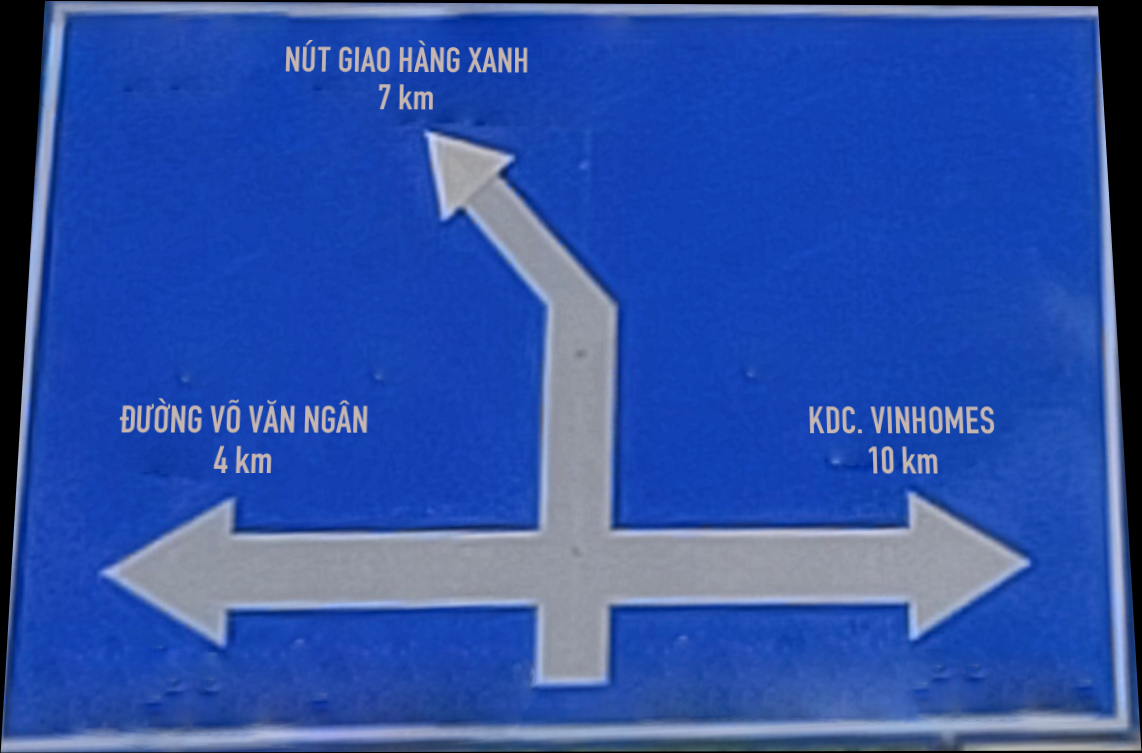 NÚT GIAO HÀNG XANH
7 km
ĐƯỜNG VÕ VĂN NGÂN
4 km
KDC. VINHOMES
10 km